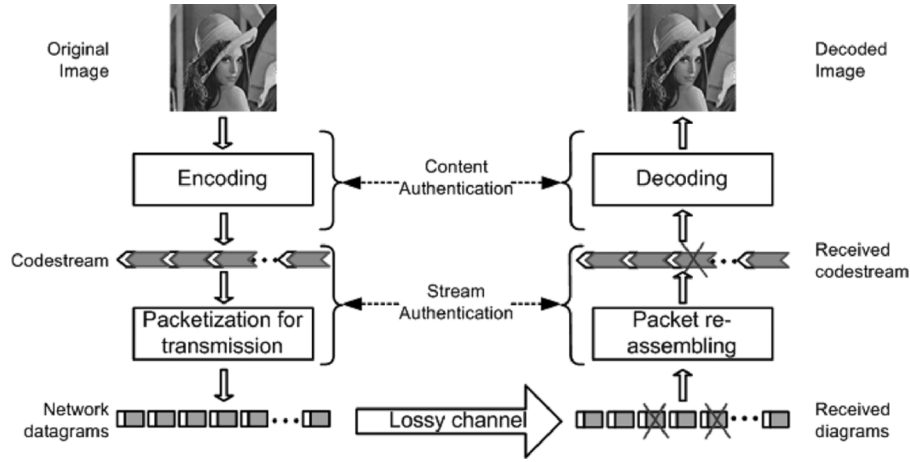 Original
Image
Decoded
Image
Encoding
Content
Authentication
Decoding
Codestream
Received
codestream
Stream
Authentication
Packetization for
transmission
Packet re-
assembling
Network
datagrams
Lossy channel
Received
diagrams